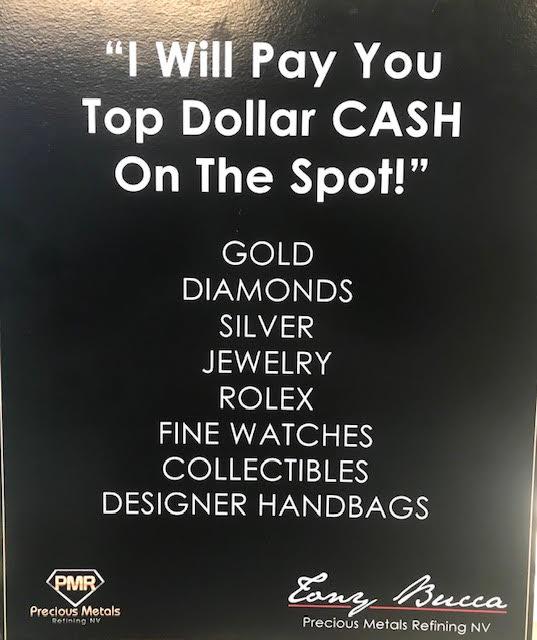 “I Will Pay You
Top Dollar CASH
On The Spot!”
GOLD
DIAMONDS
SILVER
JEWELRY
ROLEX
FINE WATCHES
COLLECTIBLES
DESIGNER HANDBAGS
PMR
Precious Metals
Refining NV
Tony Bucca
Precious Metals Refining NV